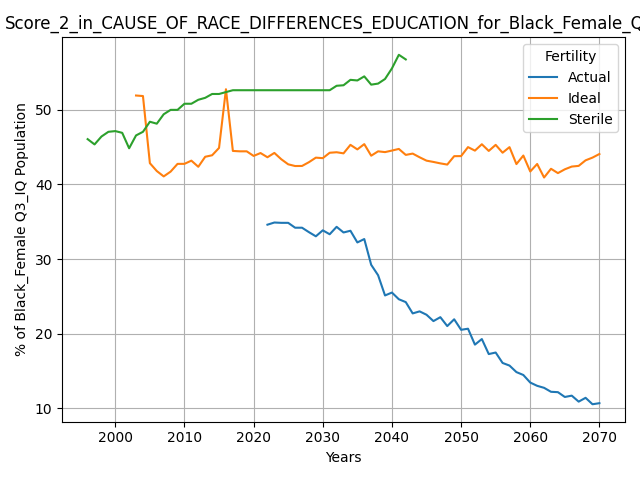 Score_2_in_CAUSE_OF_RACE_DIFFERENCES_EDUCATION_for_Black_Female_Q
Fertility
Actual
Ideal
Sterile
% of Black_Female Q3_IQ Population
50
40
30
20
10
2000 2010 2020 2030 2040 2050 2060 2070
Years